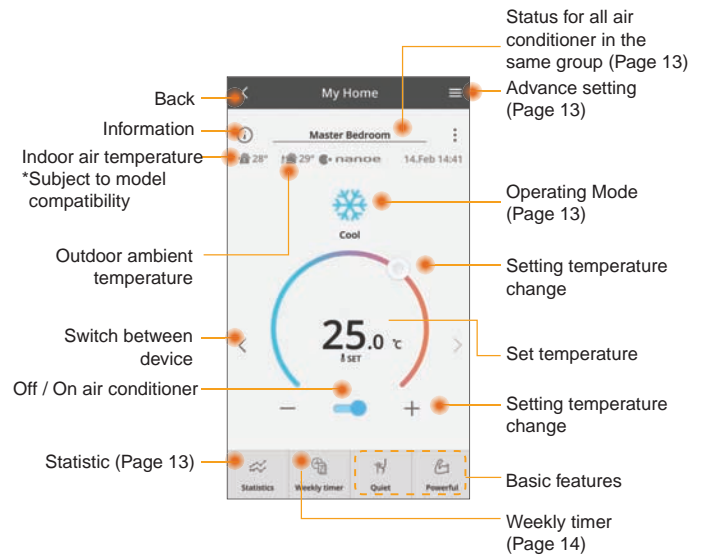 Status for all air
conditioner in the
same group (Page 13)
Back
My Home
Advance setting
(Page 13)
Information
Master Bedroom
Indoor air temperature
*Subject to model
compatibility
28°
29°
nanoe
14.Feb 14:41
Operating Mode
(Page 13)
Cool
Outdoor ambient
temperature
Setting temperature
change
Switch between
device
25.0 °C
SET
Set temperature
Off / On air conditioner
− +
Setting temperature
change
Statistic (Page 13)
Statistics
Weekly timer
Quiet
Powerful
Basic features
Weekly timer
(Page 14)